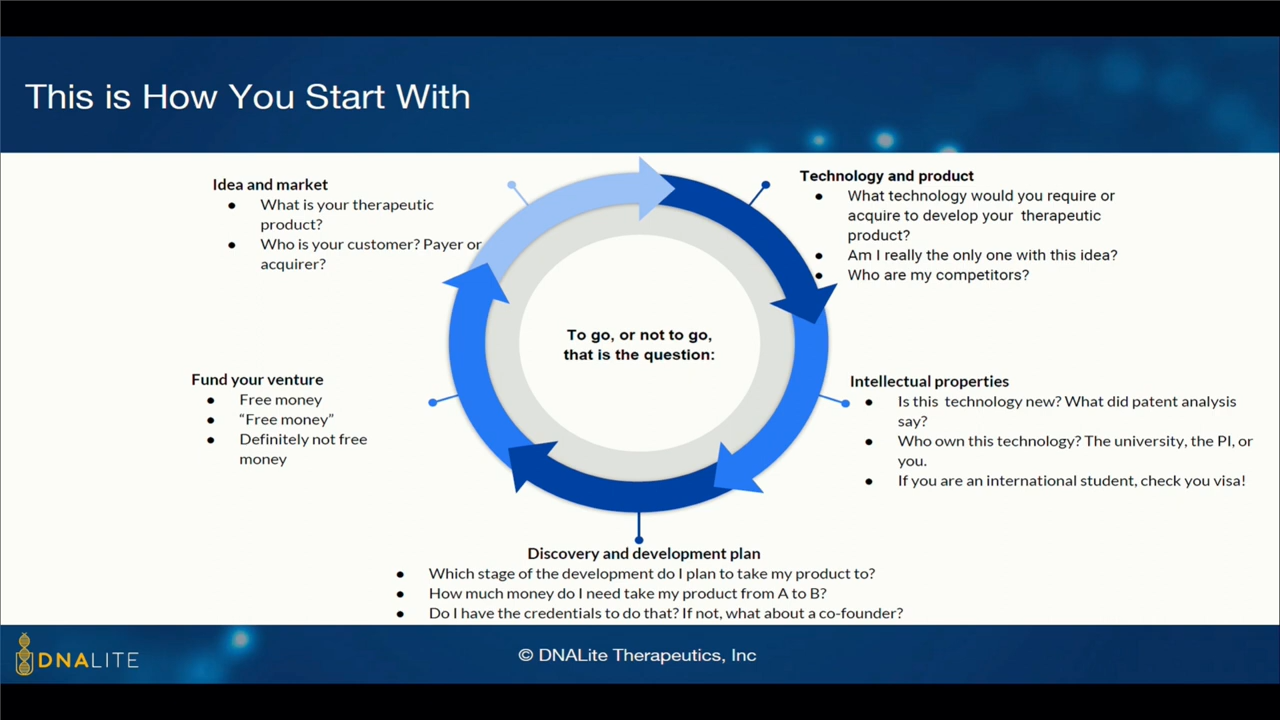 This is How You Start With
Idea and market
● What is your therapeutic
product?
● Who is your customer? Payer or
acquirer?
Technology and product
● What technology would you require or
acquire to develop your therapeutic
product?
● Am I really the only one with this idea?
● Who are my competitors?
To go, or not to go,
that is the question:
Intellectual properties
● Is this technology new? What did patent analysis
say?
● Who own this technology? The university, the PI, or
you.
● If you are an international student, check you visa!
Discovery and development plan
● Which stage of the development do I plan to take my product to?
● How much money do I need take my product from A to B?
● Do I have the credentials to do that? If not, what about a co-founder?
Fund your venture
● Free money
● “Free money”
● Definitely not free
money
DNALITE
© DNALite Therapeutics, Inc